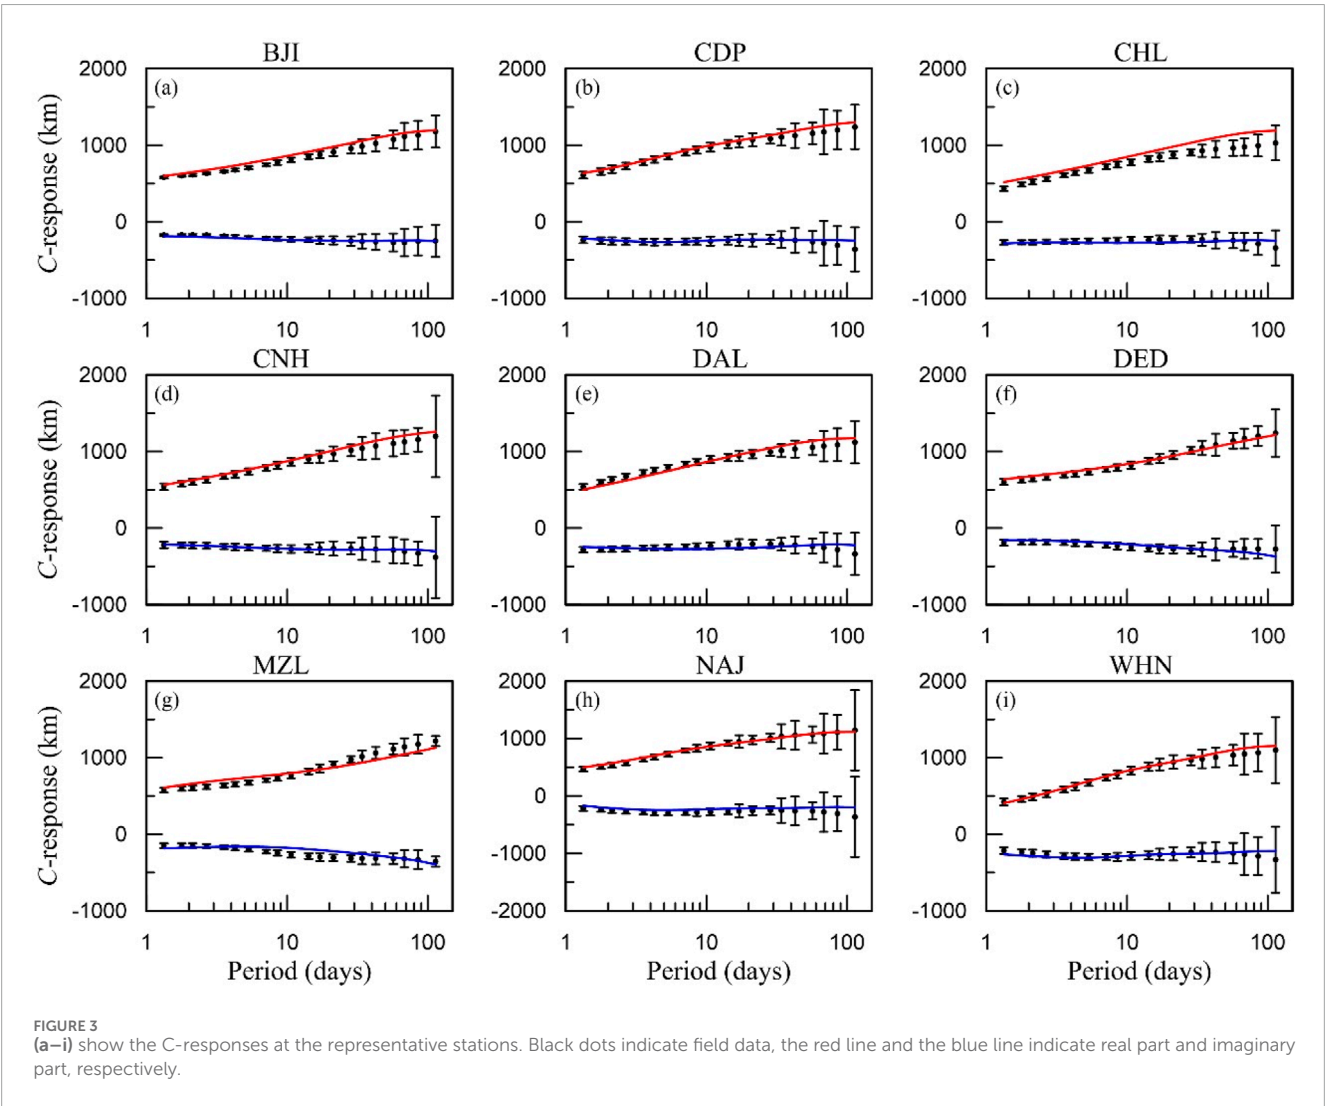 BJI
CDP
CHL
2000
1000
0
-1000
C-response (km)
(a)
1
10
100
2000
1000
0
-1000
(b)
1
10
100
2000
1000
0
-1000
(c)
1
10
100
CNH
DAL
DED
2000
1000
0
-1000
C-response (km)
(d)
1
10
100
2000
1000
0
-1000
(e)
1
10
100
2000
1000
0
-1000
(f)
1
10
100
MZL
NAJ
WHN
2000
1000
0
-1000
C-response (km)
(g)
1
10
100
Period (days)
2000
1000
0
-1000
-2000
(h)
1
10
100
Period (days)
2000
1000
0
-1000
(i)
1
10
100
Period (days)
FIGURE 3
(a–i) show the C-responses at the representative stations. Black dots indicate field data, the red line and the blue line indicate real part and imaginary
part, respectively.